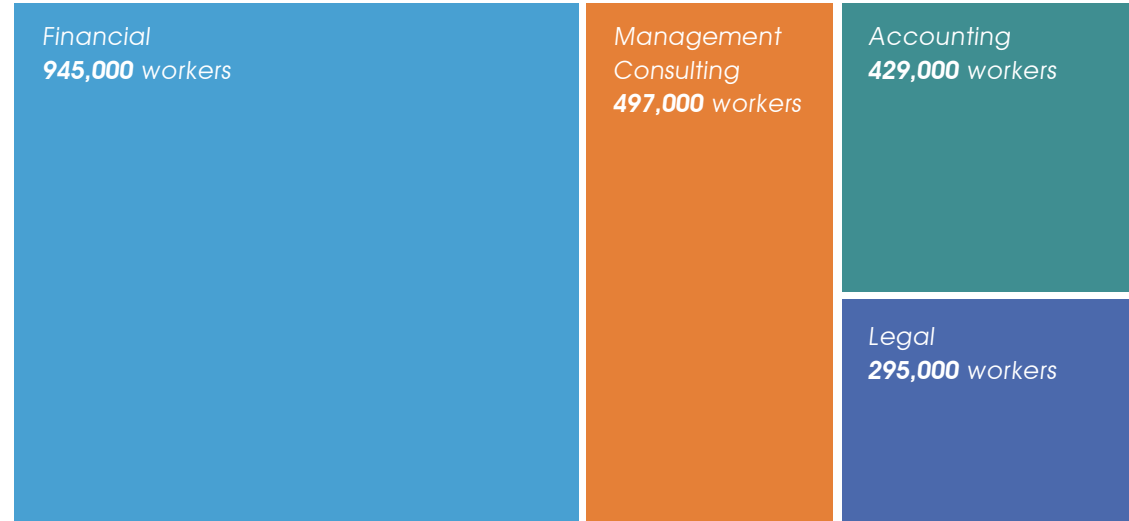 Financial
945,000 workers
Management
Consulting
497,000 workers
Accounting
429,000 workers
Legal
295,000 workers